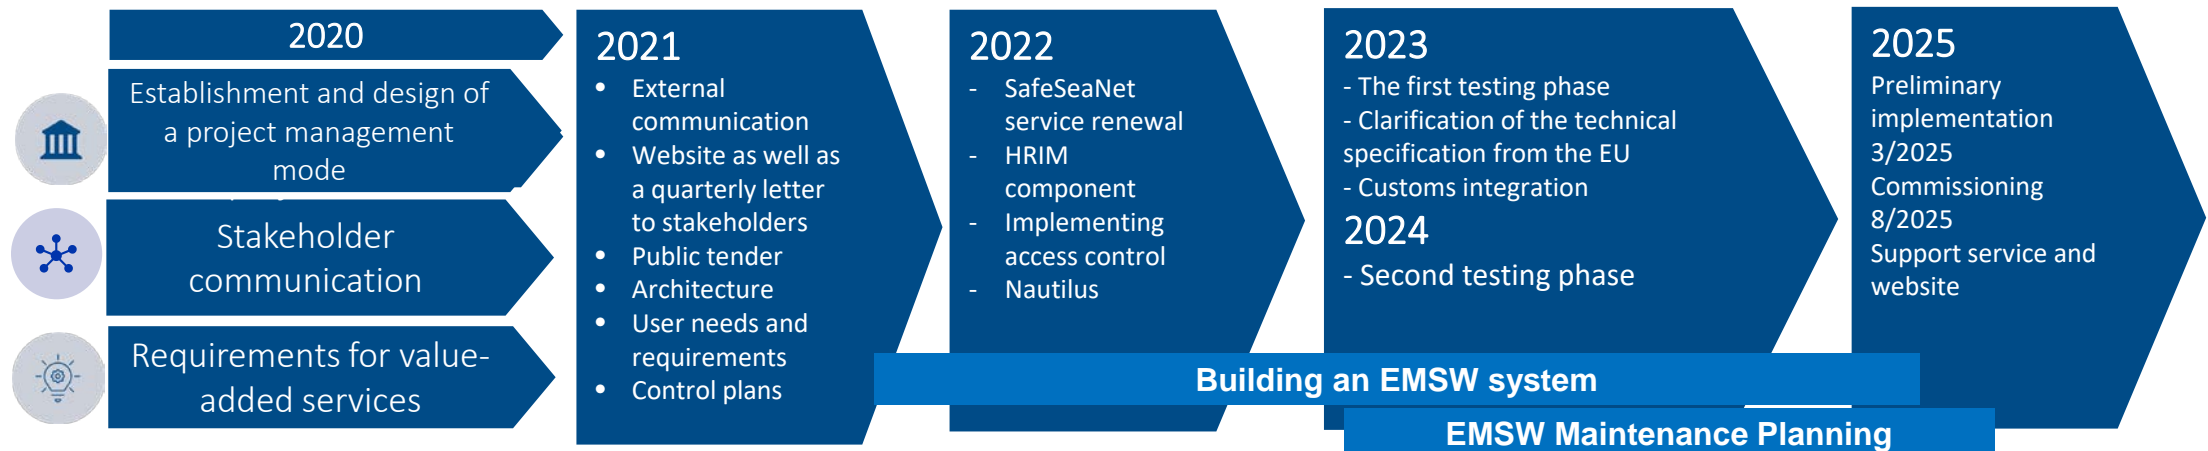 2020
Establishment and design of
a project management
mode
Stakeholder
communication
Requirements for value-
added services
2021
• External
communication
• Website as well as
a quarterly letter
to stakeholders
• Public tender
• Architecture
• User needs and
requirements
• Control plans
2022
- SafeSeaNet
service renewal
- HRIM
component
- Implementing
access control
- Nautilus
2023
- The first testing phase
- Clarification of the technical
specification from the EU
- Customs integration
2024
- Second testing phase
2025
Preliminary
implementation
3/2025
Commissioning
8/2025
Support service and
website
Building an EMSW system
EMSW Maintenance Planning